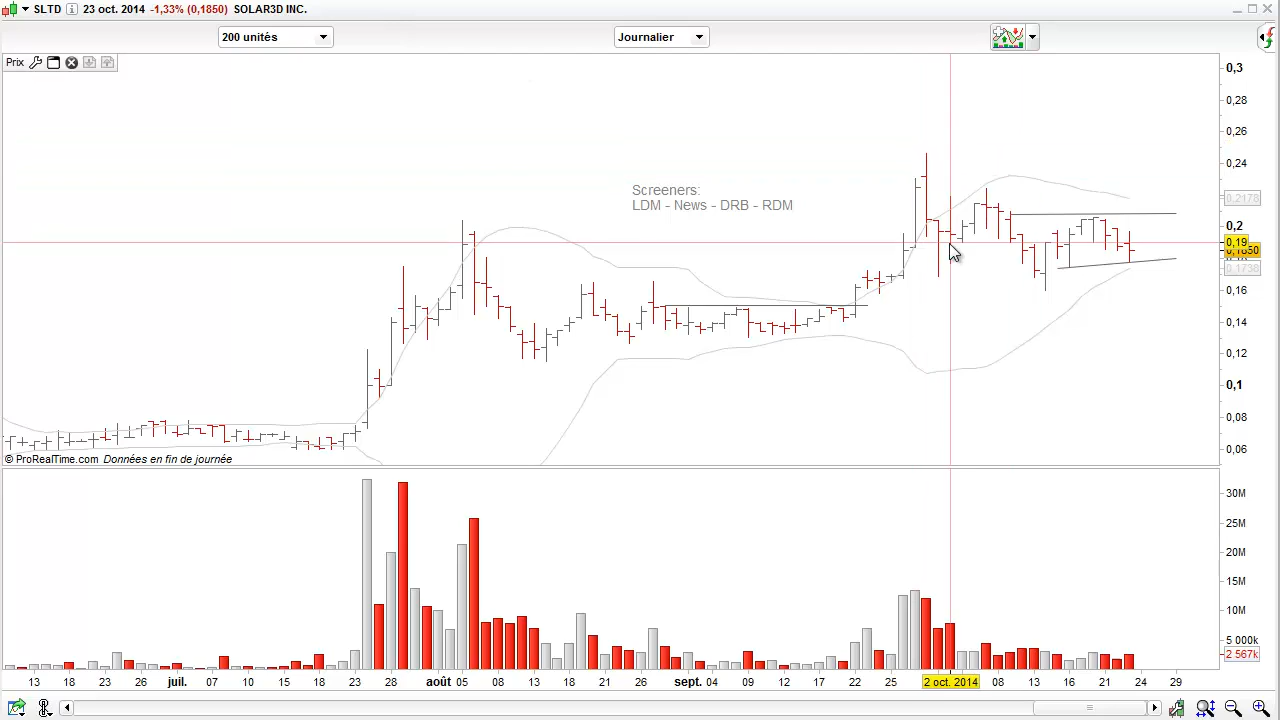 SLTD 23 oct. 2014 -1,33% (0,1850) SOLAR3D INC.
200 unités
Journalier
Prix
0,3
0,28
0,26
0,24
0,2178
0,2
0,19
0,1850
0,1738
0,16
0,14
0,12
0,1
0,08
0,06
Screeners:
LDM - News - DRB - RDM
© ProRealTime.com Données en fin de journée
30M
25M
20M
15M
10M
5 000k
2 567k
13 18 23 26 juil. 07 10 15 18 23 28 août 05 08 13 18 21 26 sept. 04 09 12 17 22 25 2 oct. 2014 08 13 16 21 24 29